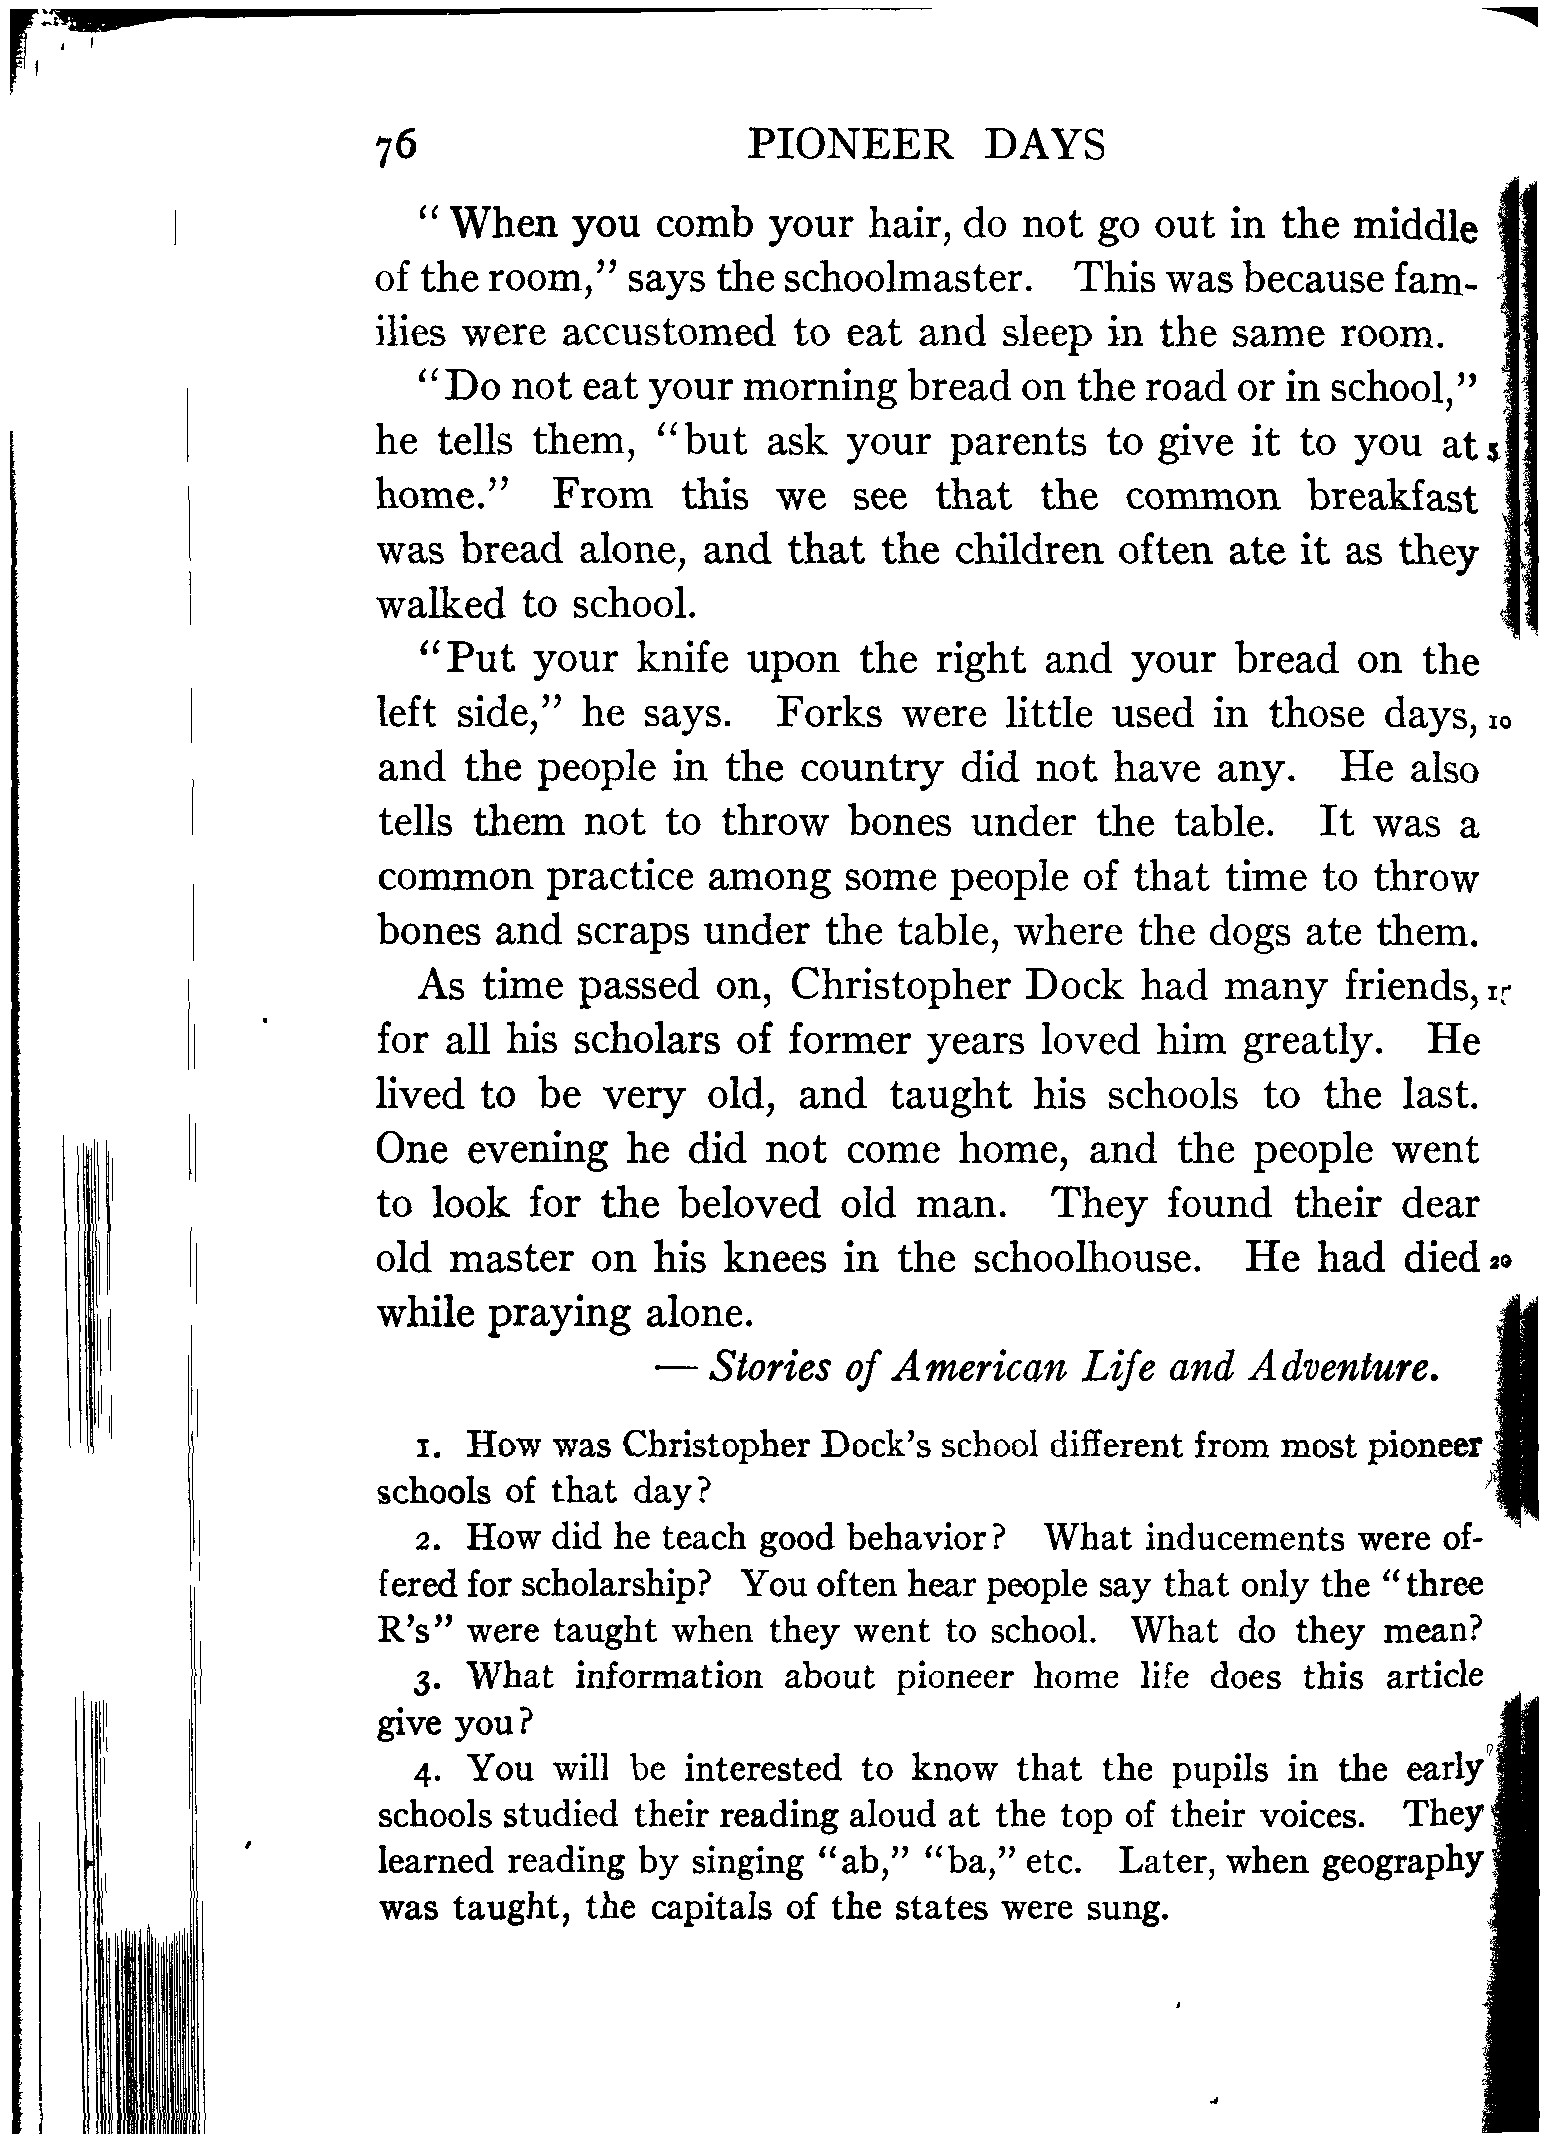 76 PIONEER DAYS
“When you comb your hair, do not go out in the middle
of the room,” says the schoolmaster. This was because fam-
ilies were accustomed to eat and sleep in the same room.
“Do not eat your morning bread on the road or in school,”
he tells them, “but ask your parents to give it to you at 5
home.” From this we see that the common breakfast
was bread alone, and that the children often ate it as they
walked to school.
“Put your knife upon the right and your bread on the
left side,” he says. Forks were little used in those days, 10
and the people in the country did not have any. He also
tells them not to throw bones under the table. It was a
common practice among some people of that time to throw
bones and scraps under the table, where the dogs ate them.
As time passed on, Christopher Dock had many friends, 15
for all his scholars of former years loved him greatly. He
lived to be very old, and taught his schools to the last.
One evening he did not come home, and the people went
to look for the beloved old man. They found their dear
old master on his knees in the schoolhouse. He had died 20
while praying alone.
— Stories of American Life and Adventure.
1. How was Christopher Dock’s school different from most pioneer
schools of that day?
2. How did he teach good behavior? What inducements were of-
fered for scholarship? You often hear people say that only the “three
R’s” were taught when they went to school. What do they mean?
3. What information about pioneer home life does this article
give you?
4. You will be interested to know that the pupils in the early
schools studied their reading aloud at the top of their voices. They
learned reading by singing “ab,” “ba,” etc. Later, when geography
was taught, the capitals of the states were sung.